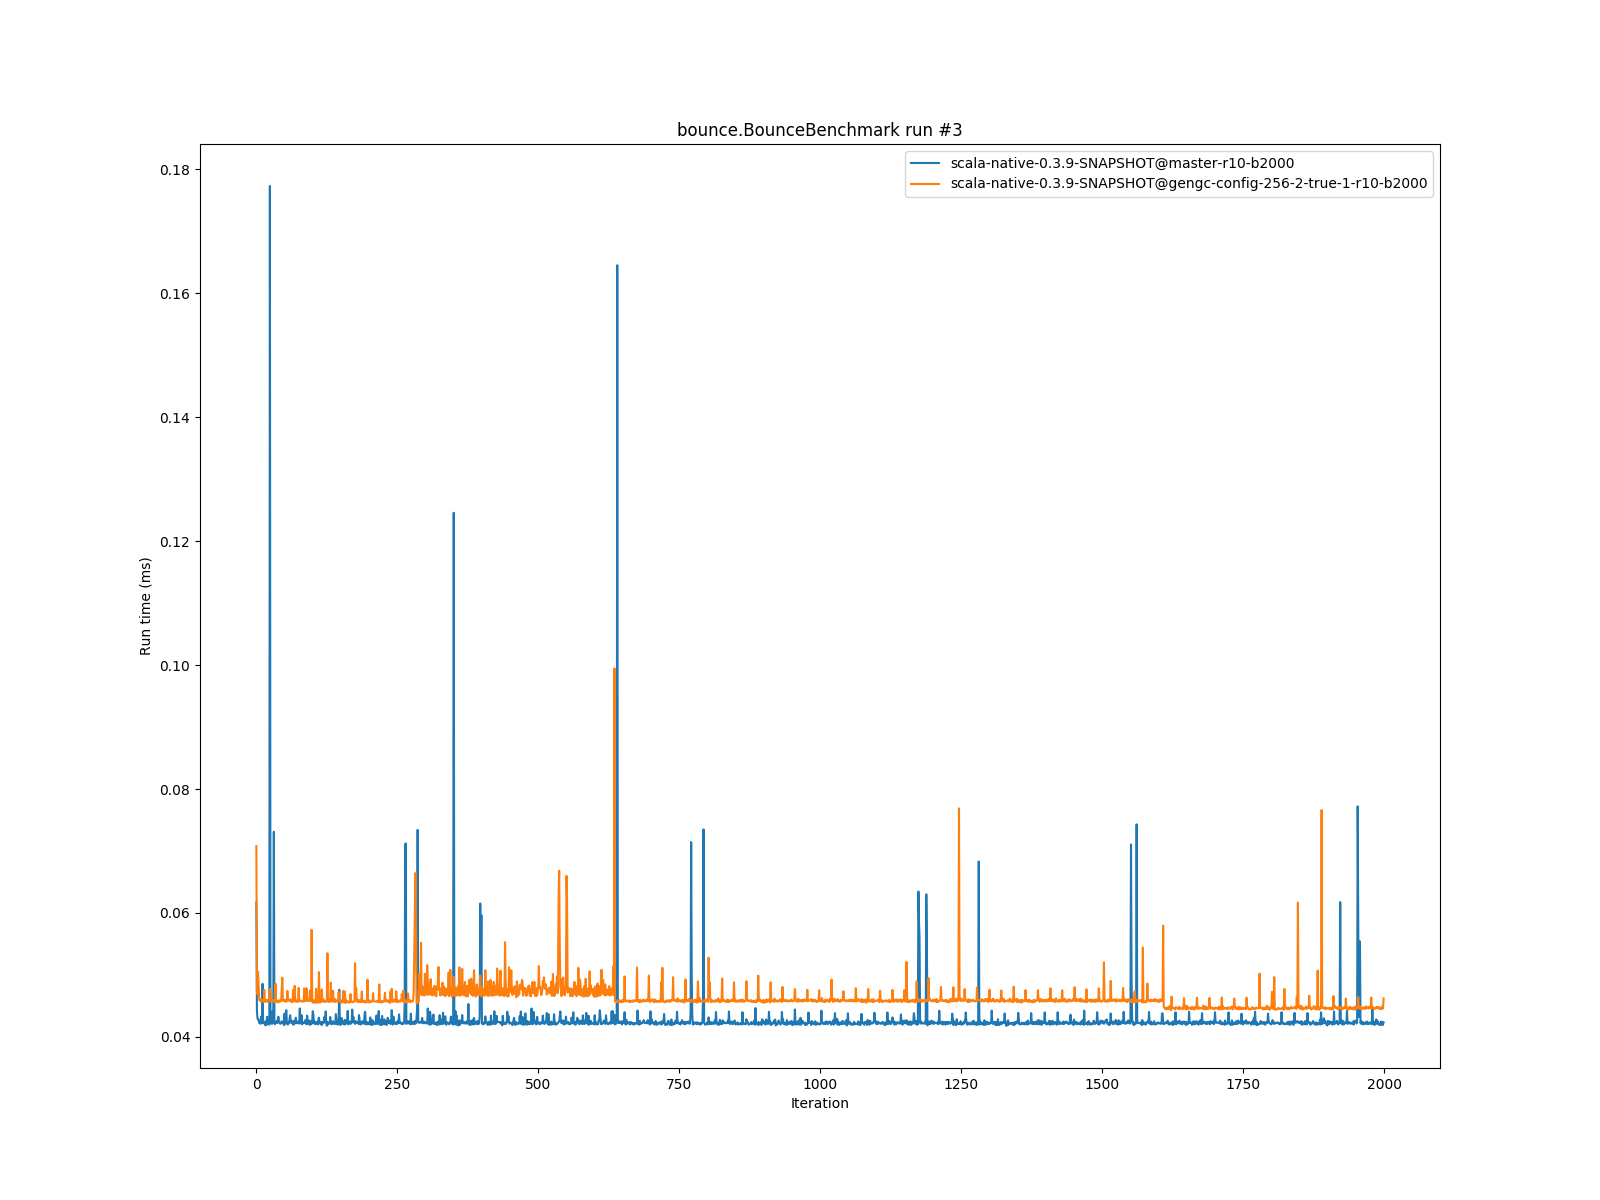 bounce.BounceBenchmark run #3
scala-native-0.3.9-SNAPSHOT@master-r10-b2000
scala-native-0.3.9-SNAPSHOT@gengc-config-256-2-true-1-r10-b2000
Run time (ms)
0.18
0.16
0.14
0.12
0.10
0.08
0.06
0.04
0 250 500 750 1000 1250 1500 1750 2000
Iteration